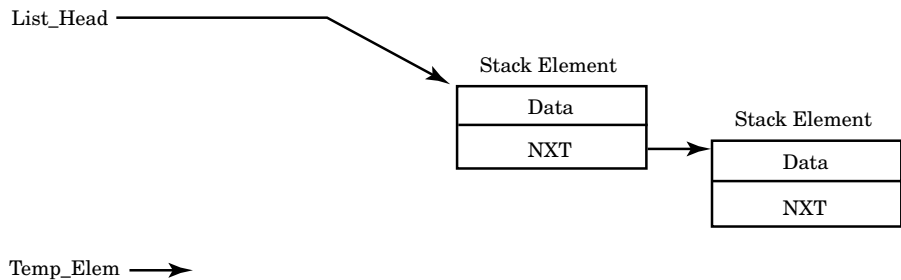 List_Head
Stack Element
Data
NXT
Stack Element
Data
NXT
Temp_Elem